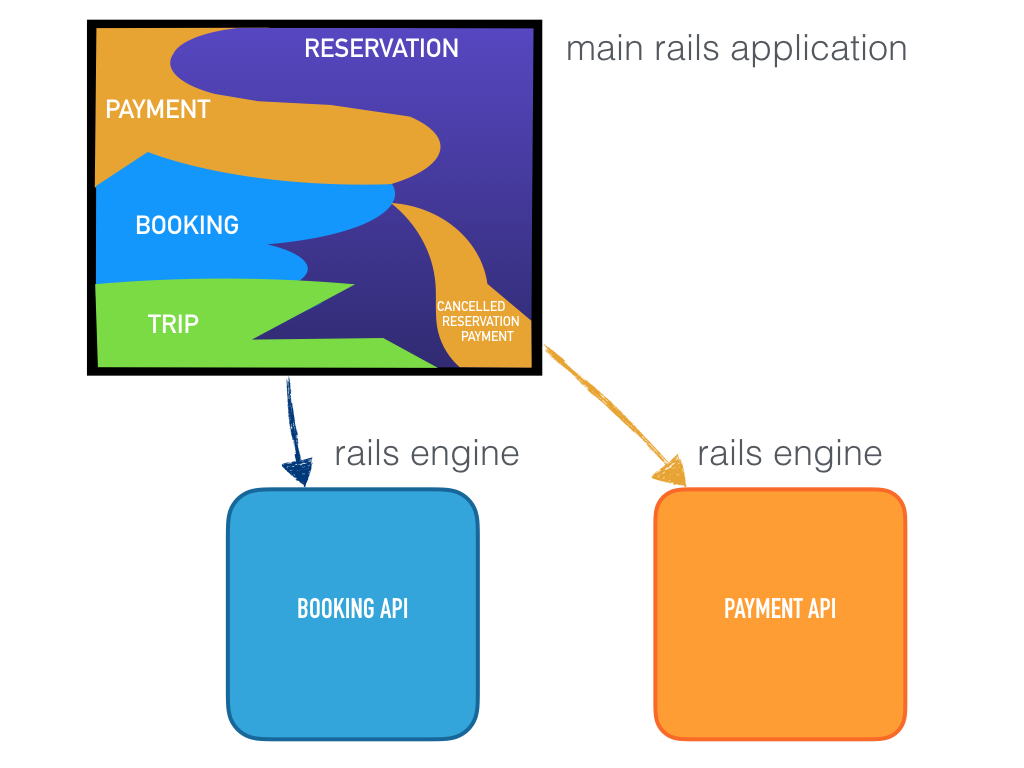 RESERVATION
main rails application
PAYMENT
BOOKING
CANCELLED
RESERVATION
PAYMENT
TRIP
rails engine
rails engine
BOOKING API
PAYMENT API